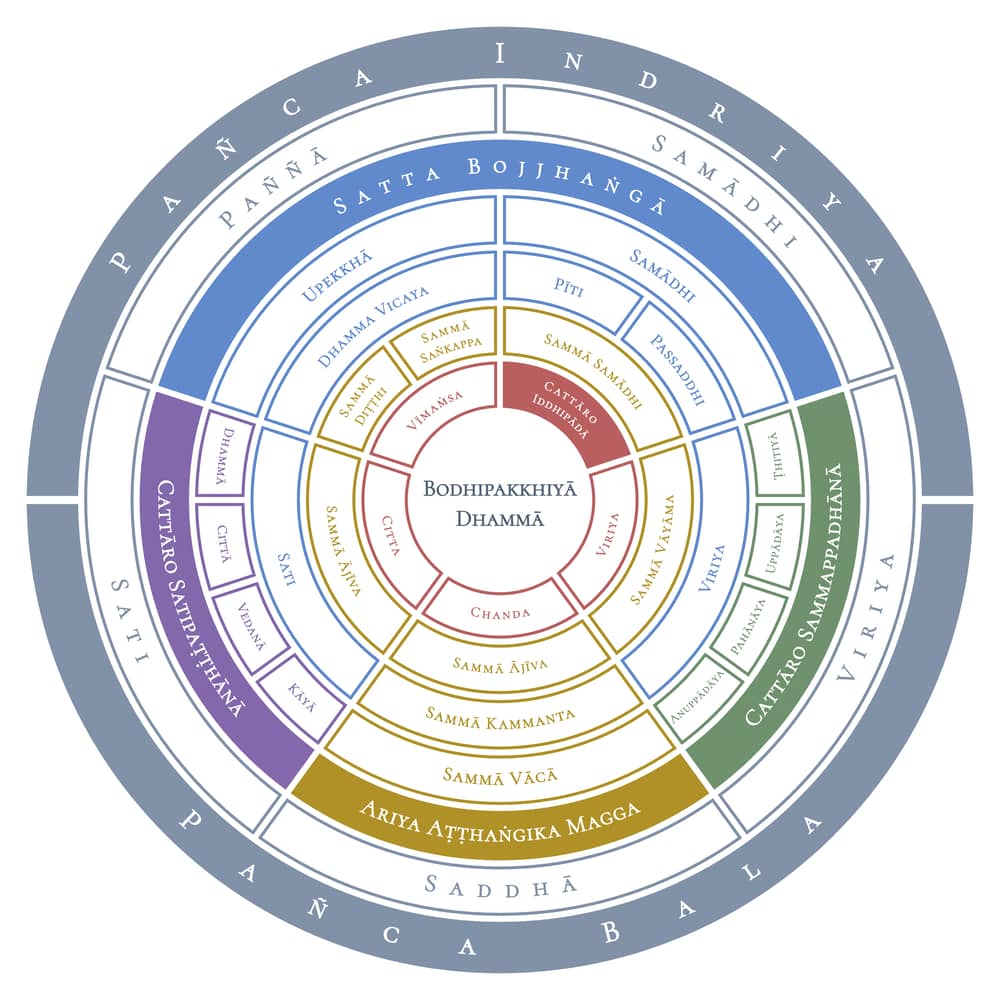 Pañca Indriya
Paññā
Samādhi
Satta Bojjhaṅgā
Upekkhā
Samādhi
Dhamma Vicaya
Pīti
Passaddhi
Sammā
Saṅkappa
Sammā Samādhi
Sammā
Diṭṭhi
Vīmaṁsa
Cattāro
Iddhipādā
Bodhipakkhiyā
Dhammā
Citta
Viriya
Chanda
Sammā Ājīva
Sammā Vāyāma
Sati
Viriya
Dhammā
Cittā
Vedanā
Kāyā
Ṭhitiyā
Uppādāya
Pahānāya
Anuppādāya
Cattāro Satipaṭṭhānā
Cattāro Sammappadhānā
Sati
Viriya
Sammā Ājīva
Sammā Kammanta
Sammā Vācā
Ariya Aṭṭhaṅgika Magga
Saddhā
Pañca Bala